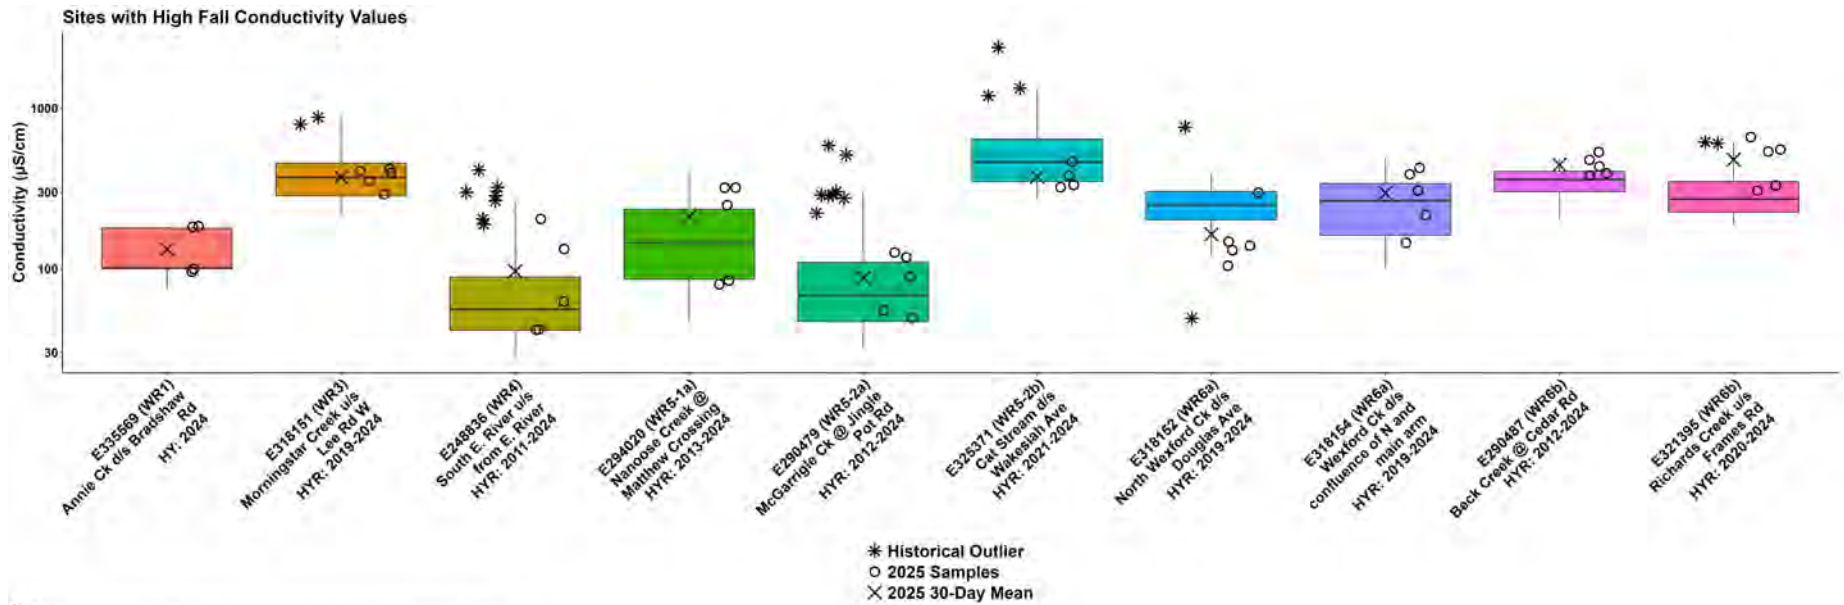 Sites with High Fall Conductivity Values
Conductivity (µS/cm)
1000
300
100
30
E335569 (WR1)
Annie Ck d/s Bradshaw
Rd
HY: 2024
E318151 (WR3)
Morningstar Creek u/s
Lee Rd W
HYR: 2019-2024
E248836 (WR4)
South E. River u/s
from E. River
HYR: 2011-2024
E294020 (WR5-1a)
Nanoose Creek @
Matthew Crossing
HYR: 2013-2024
E290479 (WR5-2a)
McGarrigle Ck @ Jingle
Pot Rd
HYR: 2012-2024
E325371 (WR5-2b)
Cat Stream d/s
Wakesiah Ave
HYR: 2021-2024
E318152 (WR6a)
North Wexford Ck d/s
Douglas Ave
HYR: 2019-2024
E318154 (WR6a)
Wexford Ck d/s
confluence of N and
main arm
HYR: 2019-2024
E290487 (WR6b)
Beck Creek @ Cedar Rd
HYR: 2012-2024
E321395 (WR6b)
Richards Creek u/s
Frames Rd
HYR: 2020-2024
Historical Outlier
2025 Samples
2025 30-Day Mean